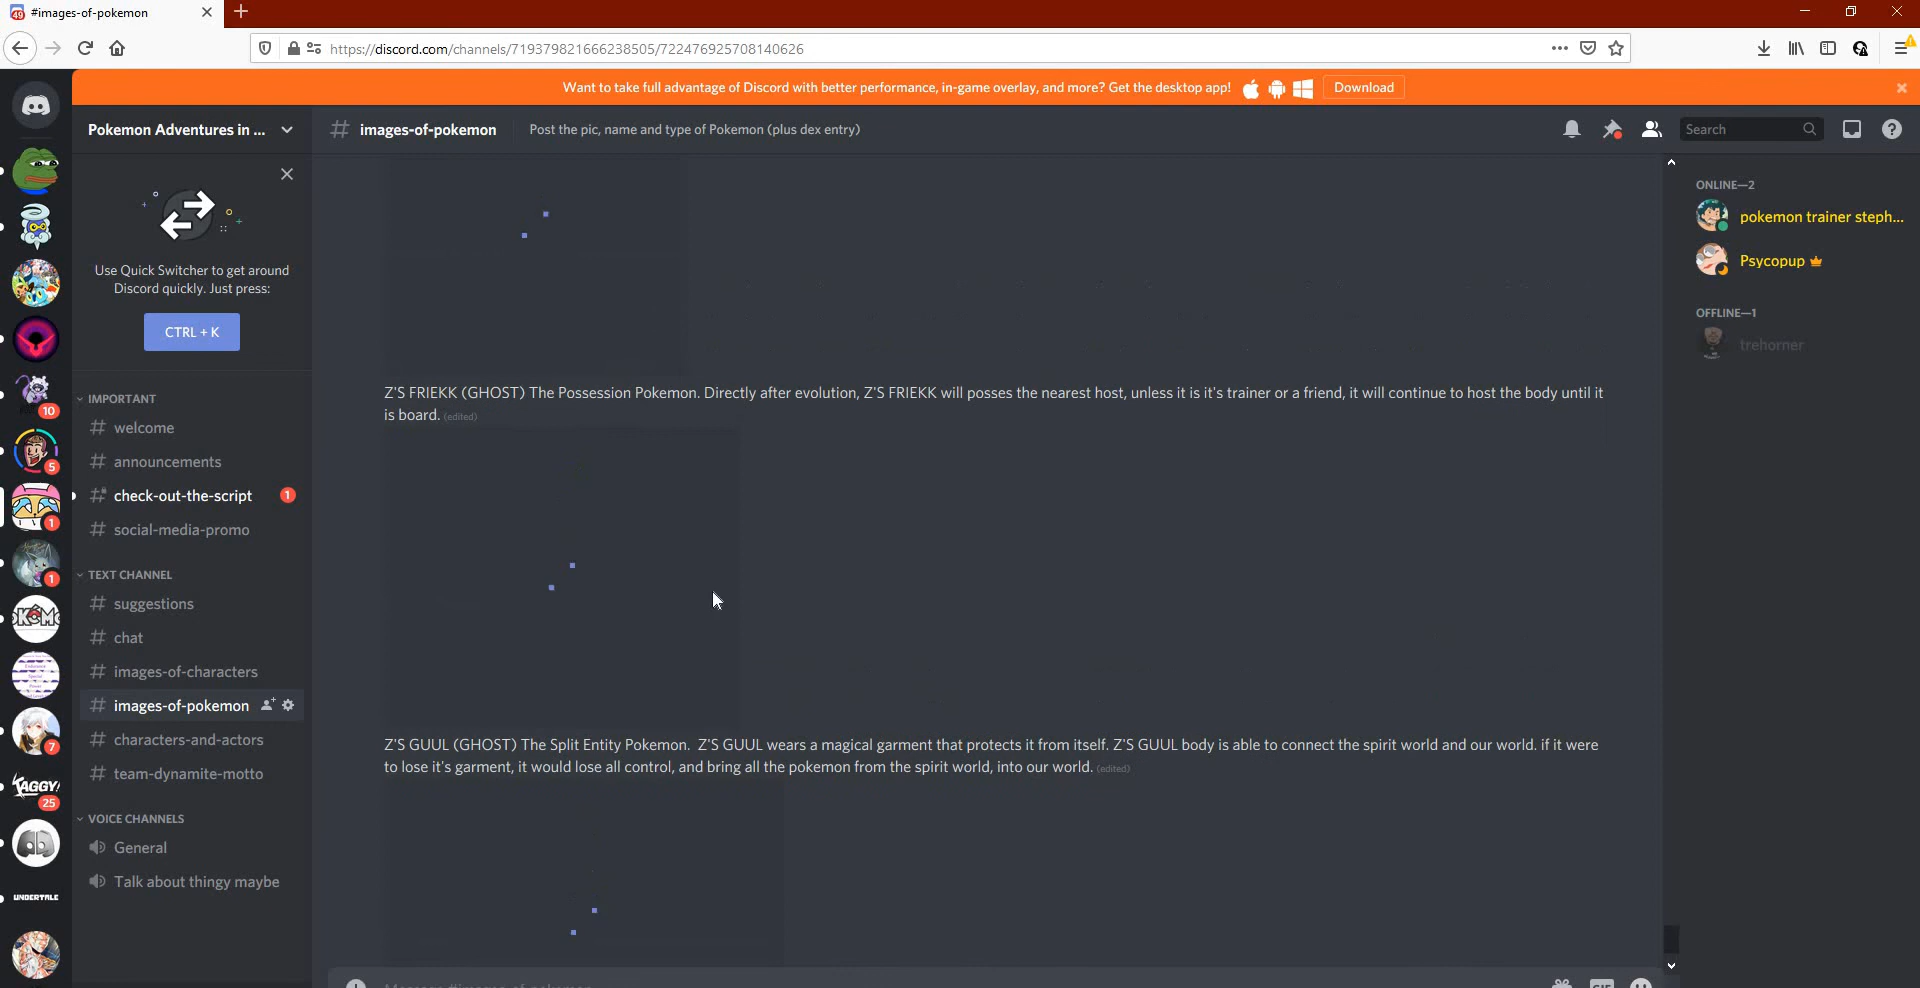 #images-of-pokemon
https://discord.com/channels/719379821666238505/722476925708140626
Want to take full advantage of Discord with better performance, in-game overlay, and more? Get the desktop app!
Download
Pokemon Adventures in ...
images-of-pokemon
Post the pic, name and type of Pokemon (plus dex entry)
Search
Use Quick Switcher to get around
Discord quickly. Just press:
CTRL + K
IMPORTANT
# welcome
# announcements
# check-out-the-script 1
# social-media-promo
TEXT CHANNEL
# suggestions
# chat
# images-of-characters
# images-of-pokemon
# characters-and-actors
# team-dynamite-motto
VOICE CHANNELS
General
Talk about thingy maybe
10
5
1
1
7
25
UNDERTALE
Z'S FRIEKK (GHOST) The Possession Pokemon. Directly after evolution, Z'S FRIEKK will posses the nearest host, unless it is it's trainer or a friend, it will continue to host the body until it
is board. (edited)
Z'S GUUL (GHOST) The Split Entity Pokemon. Z'S GUUL wears a magical garment that protects it from itself. Z'S GUUL body is able to connect the spirit world and our world. if it were
to lose it's garment, it would lose all control, and bring all the pokemon from the spirit world, into our world. (edited)
ONLINE—2
pokemon trainer steph...
Psycopup
OFFLINE—1
trehorner